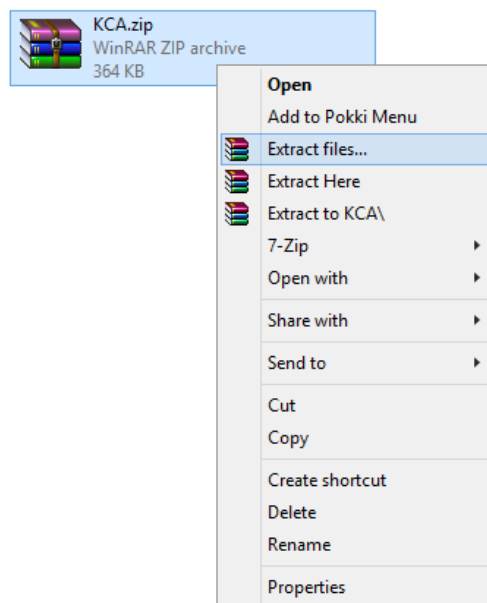 KCA.zip
WinRAR ZIP archive
364 KB
Open
Add to Pokki Menu
Extract files...
Extract Here
Extract to KCA\
7-Zip
Open with
Share with
Send to
Cut
Copy
Create shortcut
Delete
Rename
Properties